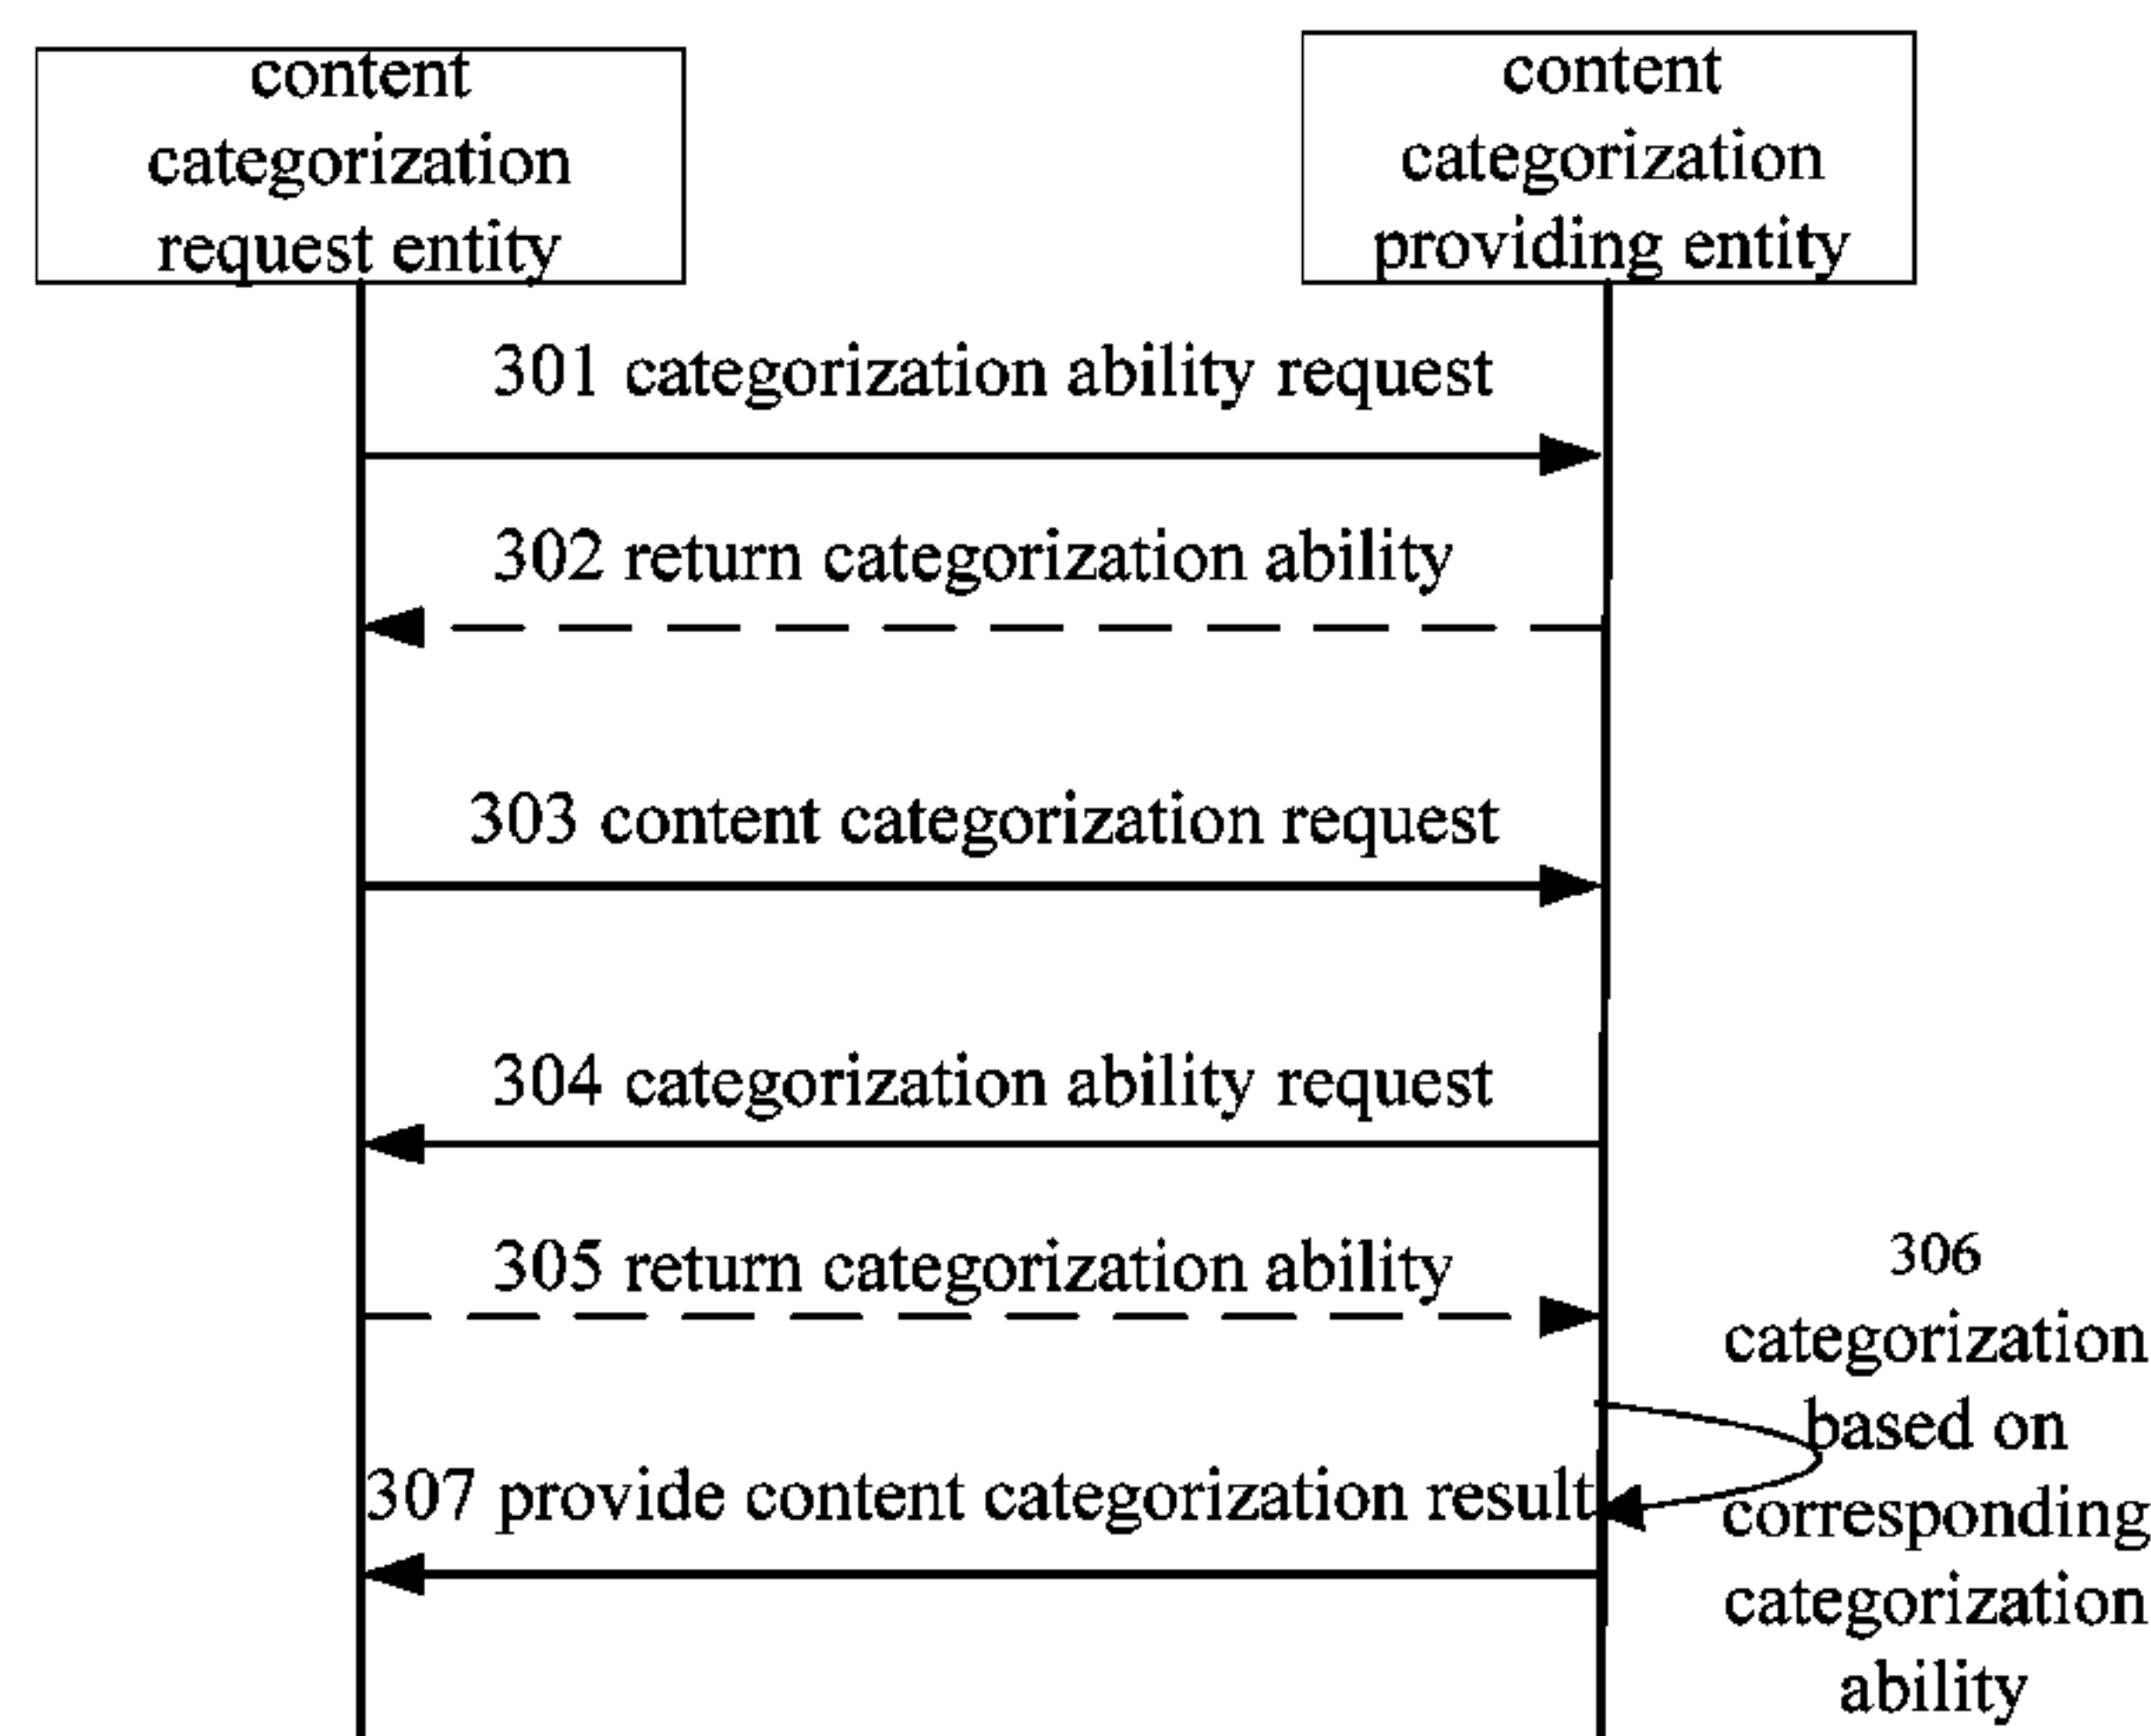 content
categorization
request entity
content
categorization
providing entity
301 categorization ability request
302 return categorization ability
303 content categorization request
304 categorization ability request
305 return categorization ability
306
categorization
based on
corresponding
categorization
ability
307 provide content categorization result